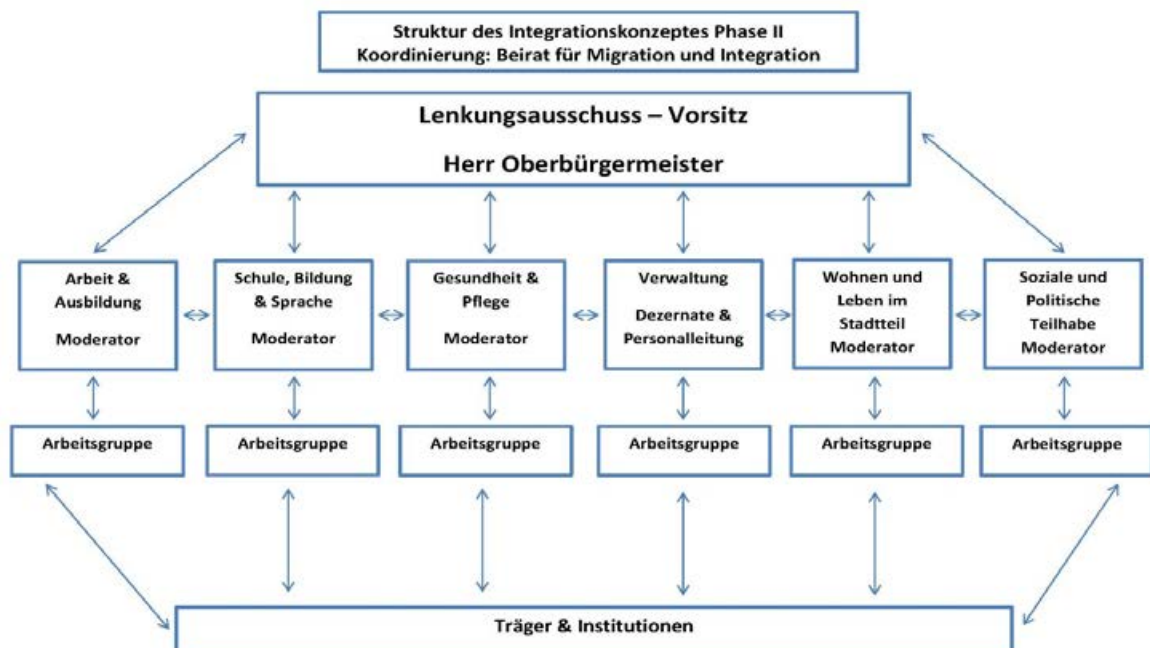 Struktur des Integrationskonzeptes Phase II
Koordinierung: Beirat für Migration und Integration
Lenkungsausschuss – Vorsitz
Herr Oberbürgermeister
Arbeit &
Ausbildung
Moderator
Schule, Bildung
& Sprache
Moderator
Gesundheit &
Pflege
Moderator
Verwaltung
Dezernate &
Personalleitung
Wohnen und
Leben im
Stadtteil
Moderator
Soziale und
Politische
Teilhabe
Moderator
Arbeitsgruppe
Arbeitsgruppe
Arbeitsgruppe
Arbeitsgruppe
Arbeitsgruppe
Arbeitsgruppe
Träger & Institutionen